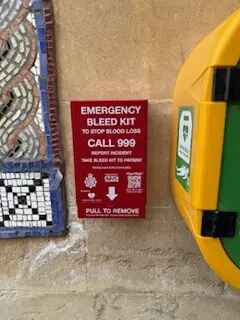 EMERGENCY
BLEED KIT
TO STOP BLOOD LOSS
CALL 999
REPORT INCIDENT
TAKE BLEED KIT TO PATIENT
NHS
PULL TO REMOVE